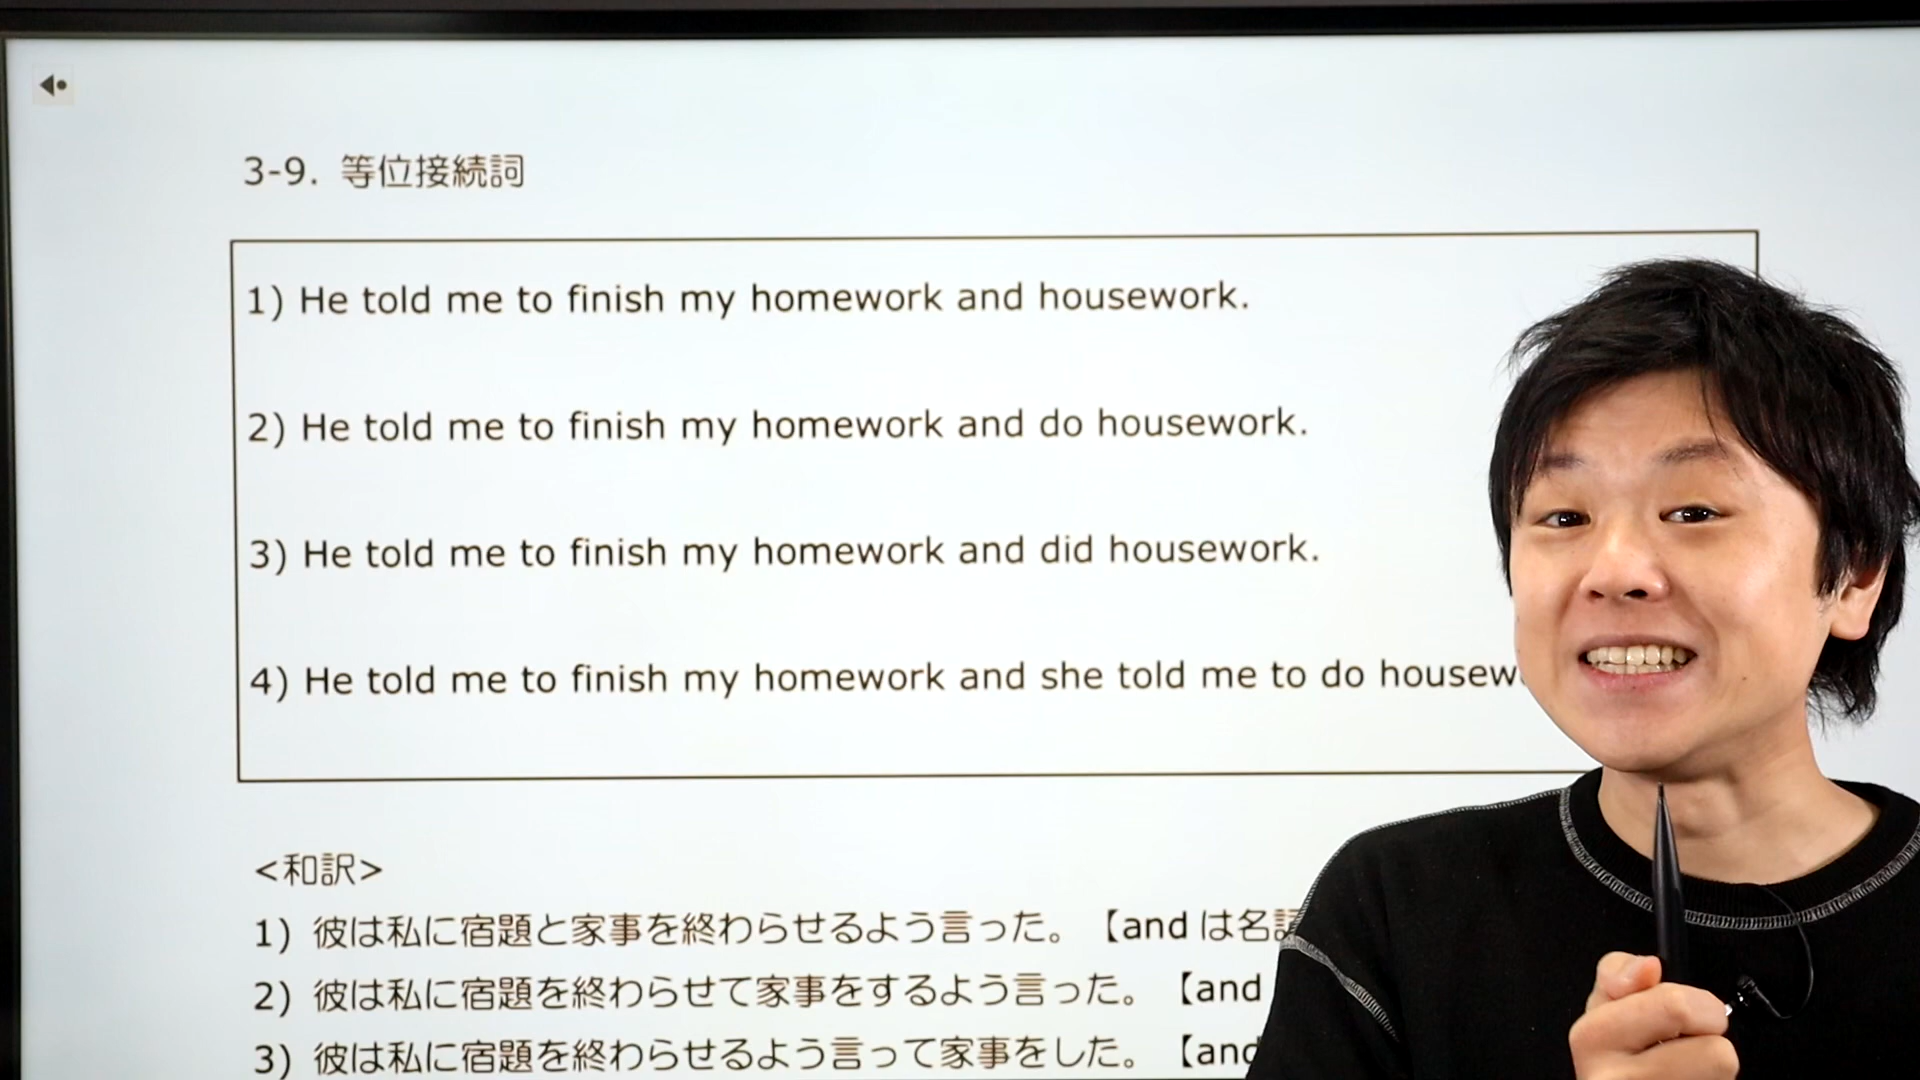 3-9. 等位接続詞
1) He told me to finish my homework and housework.
2) He told me to finish my homework and do housework.
3) He told me to finish my homework and did housework.
4) He told me to finish my homework and she told me to do
<和訳>
1) 彼は私に宿題と家事を終わらせるよう言った。【and は名
2) 彼は私に宿題を終わらせて家事をするよう言った。【and
3) 彼は私に宿題を終わらせるよう言って家事をした。【and